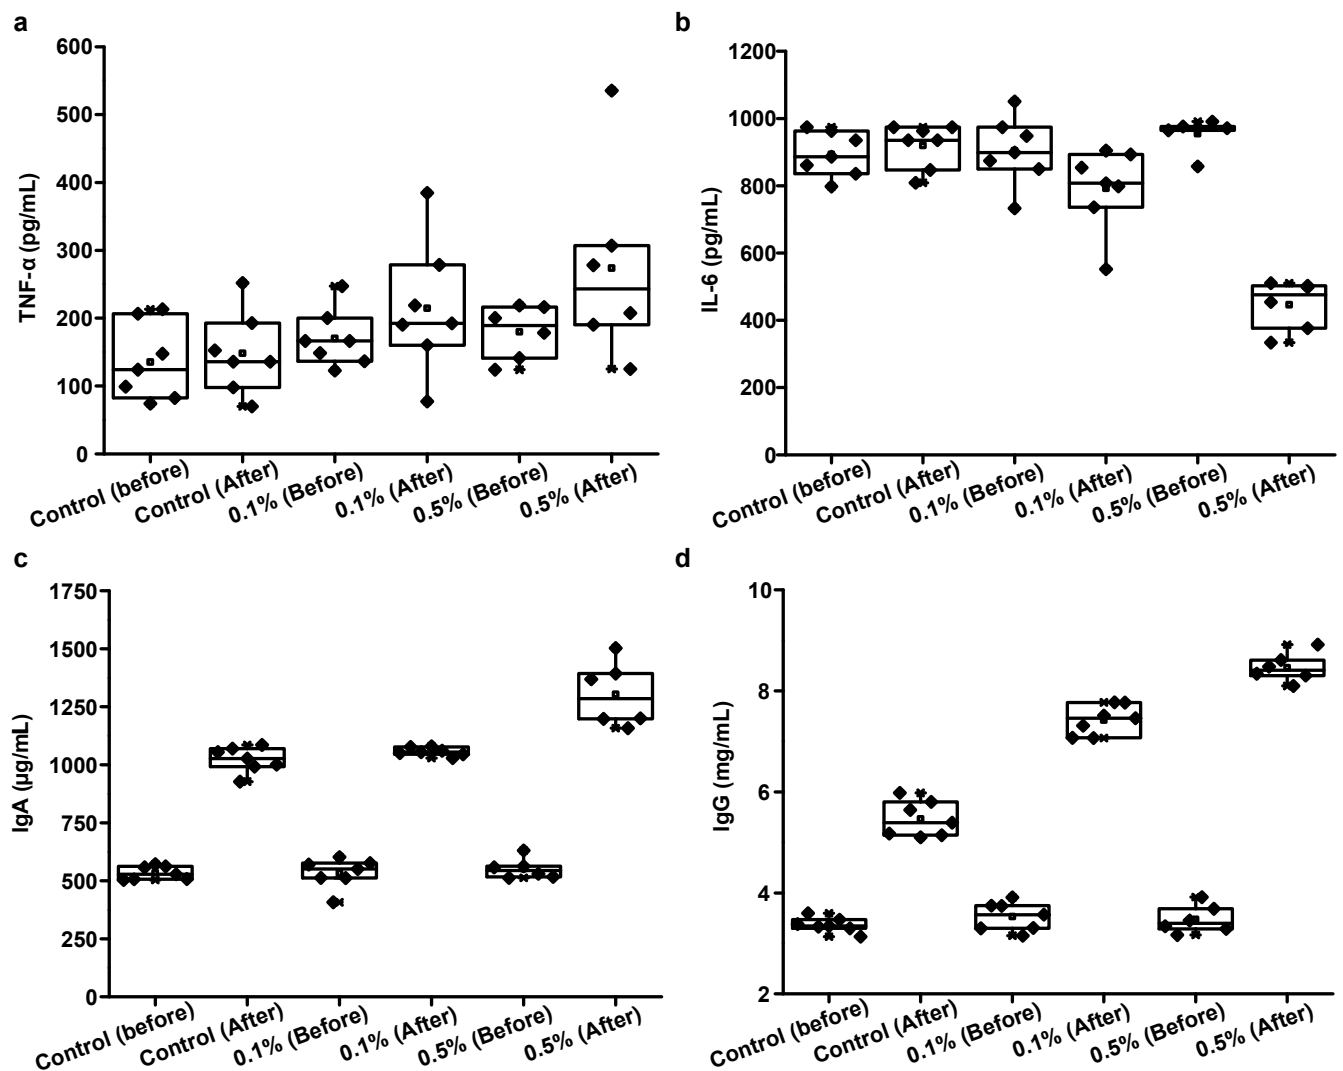 a
TNF-α (pg/mL)
600
500
400
300
200
100
0
Control (before)
Control (After)
0.1% (Before)
0.1% (After)
0.5% (Before)
0.5% (After)
b
IL-6 (pg/mL)
1200
1000
800
600
400
200
0
Control (before)
Control (After)
0.1% (Before)
0.1% (After)
0.5% (Before)
0.5% (After)
c
IgA (µg/mL)
1750
1500
1250
1000
750
500
250
0
Control (before)
Control (After)
0.1% (Before)
0.1% (After)
0.5% (Before)
0.5% (After)
d
IgG (mg/mL)
10
8
6
4
2
Control (before)
Control (After)
0.1% (Before)
0.1% (After)
0.5% (Before)
0.5% (After)